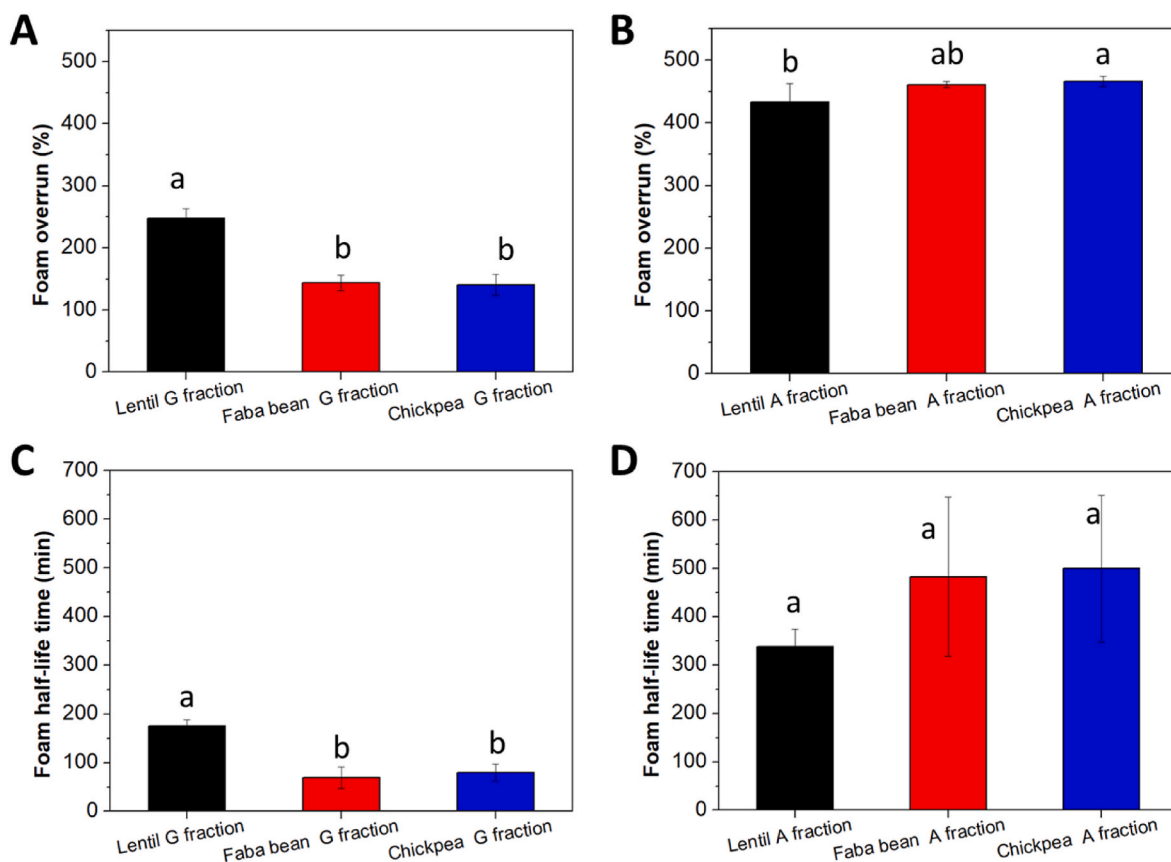 A
Foam overrun (%)
500
400
300
200
100
0
a
b
b
Lentil G fraction
Faba bean G fraction
Chickpea G fraction
B
Foam overrun (%)
500
400
300
200
100
0
b
ab
a
Lentil A fraction
Faba bean A fraction
Chickpea A fraction
C
Foam half-life time (min)
700
600
500
400
300
200
100
0
a
b
b
Lentil G fraction
Faba bean G fraction
Chickpea G fraction
D
Foam half-life time (min)
700
600
500
400
300
200
100
0
a
a
a
Lentil A fraction
Faba bean A fraction
Chickpea A fraction